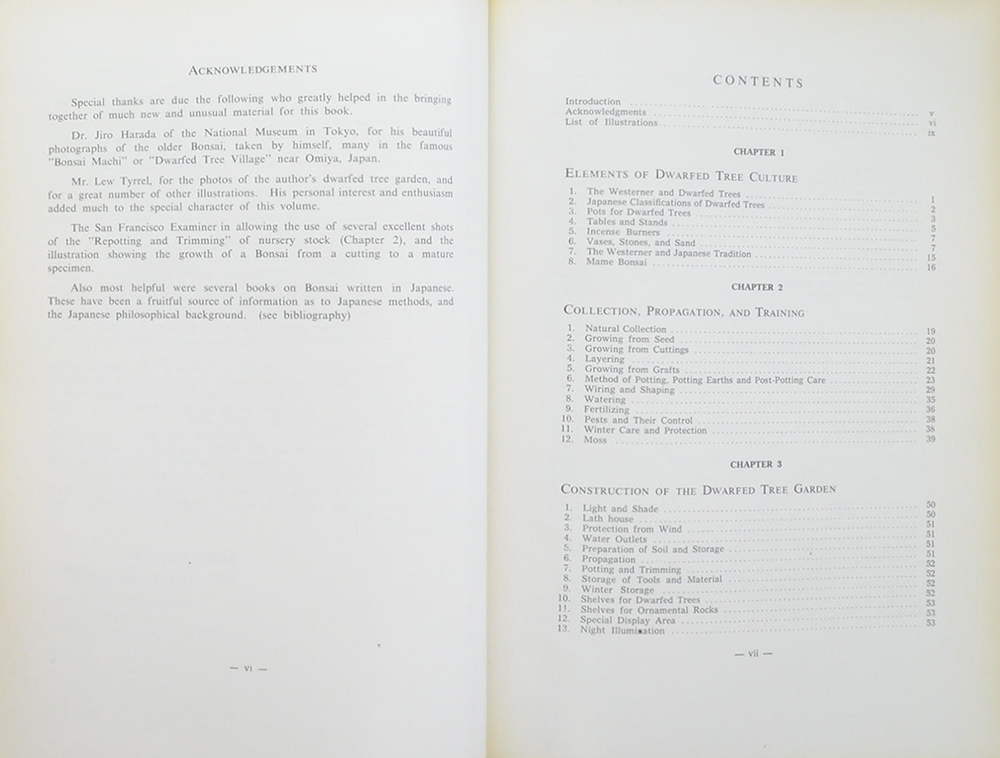 ACKNOWLEDGEMENTS
Special thanks are due the following who greatly helped in the bringing
together of much new and unusual material for this book.
Dr. Jiro Harada of the National Museum in Tokyo, for his beautiful
photographs of the older Bonsai, taken by himself, many in the famous
"Bonsai Machi" or "Dwarfed Tree Village" near Omiya, Japan.
Mr. Lew Tyrrel, for the photos of the author's dwarfed tree garden, and
for a great number of other illustrations. His personal interest and enthusiasm
added much to the special character of this volume.
The San Francisco Examiner in allowing the use of several excellent shots
of the "Repotting and Trimming" of nursery stock (Chapter 2), and the
illustration showing the growth of a Bonsai from a cutting to a mature
specimen.
Also most helpful were several books on Bonsai written in Japanese.
These have been a fruitful source of information as to Japanese methods, and
the Japanese philosophical background. (see bibliography)
— vi —
CONTENTS
Introduction v
Acknowledgments vi
List of Illustrations ix
CHAPTER 1
ELEMENTS OF DWARFED TREE CULTURE
1. The Westerner and Dwarfed Trees 1
2. Japanese Classifications of Dwarfed Trees 2
3. Pots for Dwarfed Trees 3
4. Tables and Stands 5
5. Incense Burners 7
6. Vases, Stones, and Sand 7
7. The Westerner and Japanese Tradition 15
8. Mame Bonsai 16
CHAPTER 2
COLLECTION, PROPAGATION, AND TRAINING
1. Natural Collection 19
2. Growing from Seed 20
3. Growing from Cuttings 20
4. Layering 21
5. Growing from Grafts 22
6. Method of Potting, Potting Earths and Post-Potting Care 23
7. Wiring and Shaping 29
8. Watering 35
9. Fertilizing 36
10. Pests and Their Control 38
11. Winter Care and Protection 38
12. Moss 39
CHAPTER 3
CONSTRUCTION OF THE DWARFED TREE GARDEN
1. Light and Shade 50
2. Lath house 50
3. Protection from Wind 51
4. Water Outlets 51
5. Preparation of Soil and Storage 51
6. Propagation 51
7. Potting and Trimming 52
8. Storage of Tools and Material 52
9. Winter Storage 52
10. Shelves for Dwarfed Trees 52
11. Shelves for Ornamental Rocks 53
12. Special Display Area 53
13. Night Illumination 53
— vii —